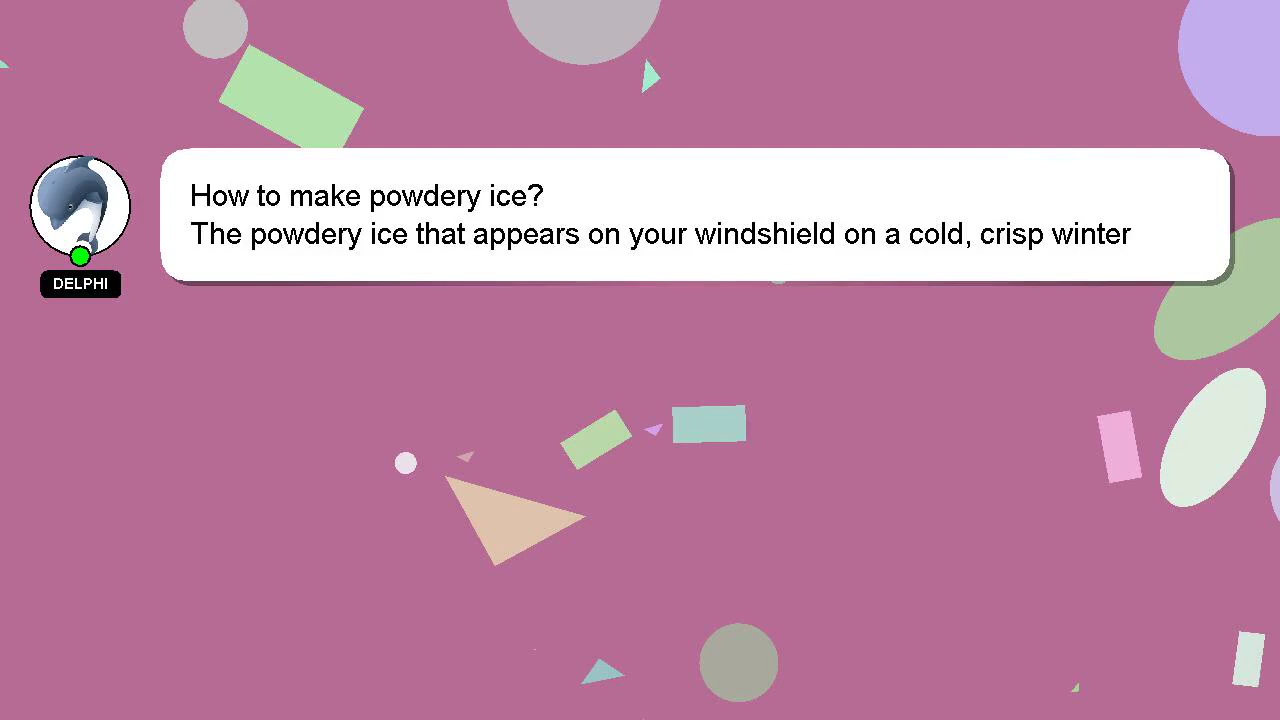 How to make powdery ice?
The powdery ice that appears on your windshield on a cold, crisp winter
DELPHI